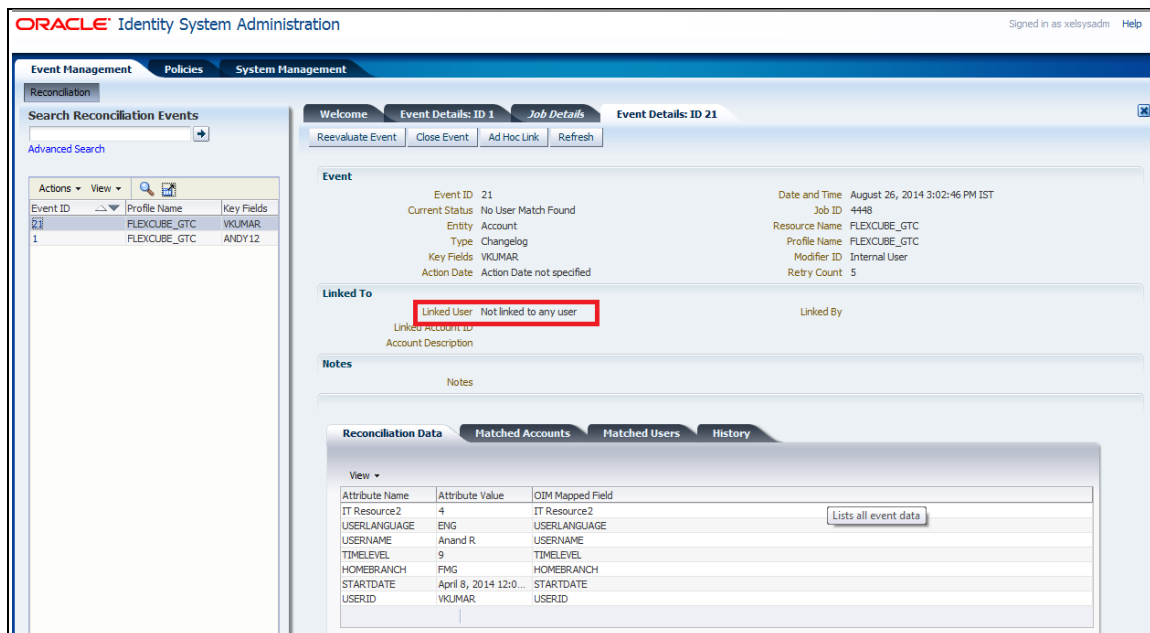 ORACLE Identity System Administration
Signed in as xelsysadm Help
Event Management Policies System Management
Reconciliation
Search Reconciliation Events
Advanced Search
Actions View
Event ID Profile Name Key Fields
21 FLEXCUBE_GTC VKUMAR
1 FLEXCUBE_GTC ANDY12
Welcome Event Details: ID 1 Job Details Event Details: ID 21
Reevaluate Event Close Event Ad Hoc Link Refresh
Event
Event ID 21 Date and Time August 26, 2014 3:02:46 PM IST
Current Status No User Match Found Job ID 4448
Entity Account Resource Name FLEXCUBE_GTC
Type Changelog Profile Name FLEXCUBE_GTC
Key Fields VKUMAR Modifier ID Internal User
Action Date Action Date not specified Retry Count 5
Linked To
Linked User Not linked to any user Linked By
Linked Account ID
Account Description
Notes
Notes
Reconciliation Data Matched Accounts Matched Users History
View
Attribute Name Attribute Value OIM Mapped Field
IT Resource2 4 IT Resource2
Lists all event data
USERLANGUAGE ENG USERLANGUAGE
USERNAME Anand R USERNAME
TIMELEVEL 9 TIMELEVEL
HOMEBRANCH FMG HOMEBRANCH
STARTDATE April 8, 2014 12:0... STARTDATE
USERID VKUMAR USERID